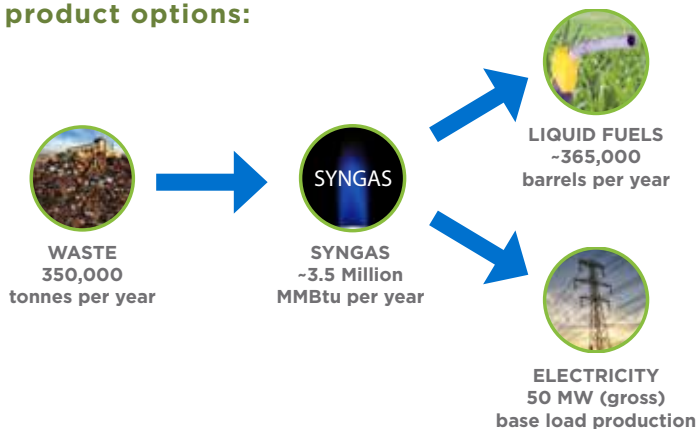 product options:
WASTE
350,000
tonnes per year
SYNGAS
SYNGAS
~3.5 Million
MMBtu per year
LIQUID FUELS
~365,000
barrels per year
ELECTRICITY
50 MW (gross)
base load production